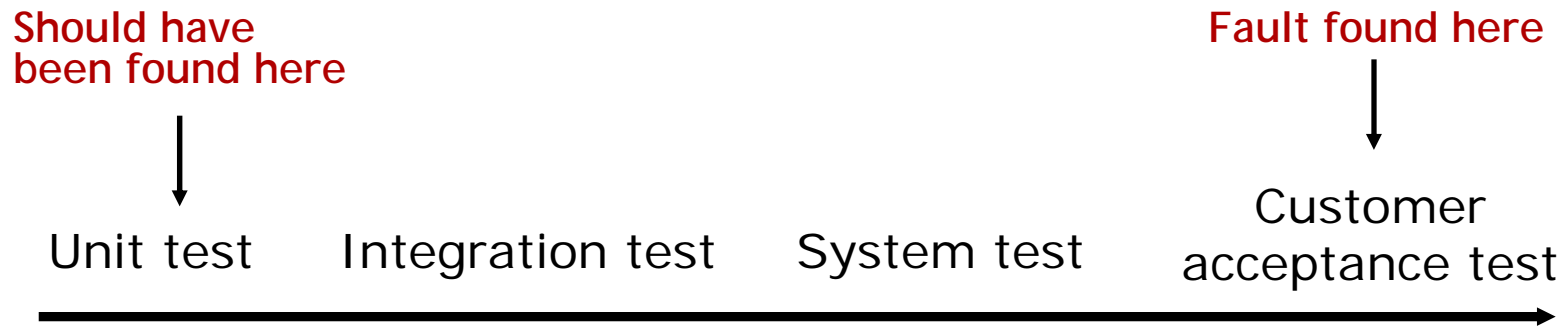 Should have
been found here
Fault found here
Unit test
Integration test
System test
Customer
acceptance test